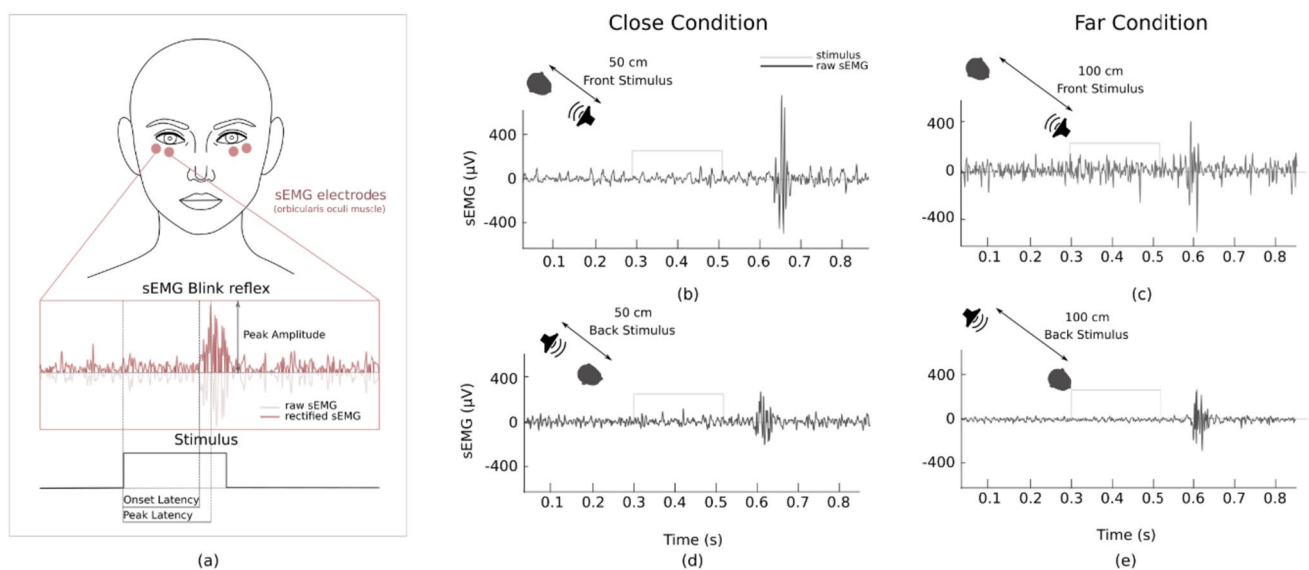 sEMG electrodes
(orbicularis oculi muscle)
sEMG Blink reflex
Peak Amplitude
raw sEMG
rectified sEMG
Stimulus
Onset Latency
Peak Latency
(a)
Close Condition
50 cm
Front Stimulus
stimulus
raw sEMG
sEMG (µV)
400
0
-400
0.1 0.2 0.3 0.4 0.5 0.6 0.7 0.8
(b)
Far Condition
100 cm
Front Stimulus
400
0
-400
0.1 0.2 0.3 0.4 0.5 0.6 0.7 0.8
(c)
50 cm
Back Stimulus
sEMG (µV)
400
0
-400
0.1 0.2 0.3 0.4 0.5 0.6 0.7 0.8
Time (s)
(d)
100 cm
Back Stimulus
400
0
-400
0.1 0.2 0.3 0.4 0.5 0.6 0.7 0.8
Time (s)
(e)